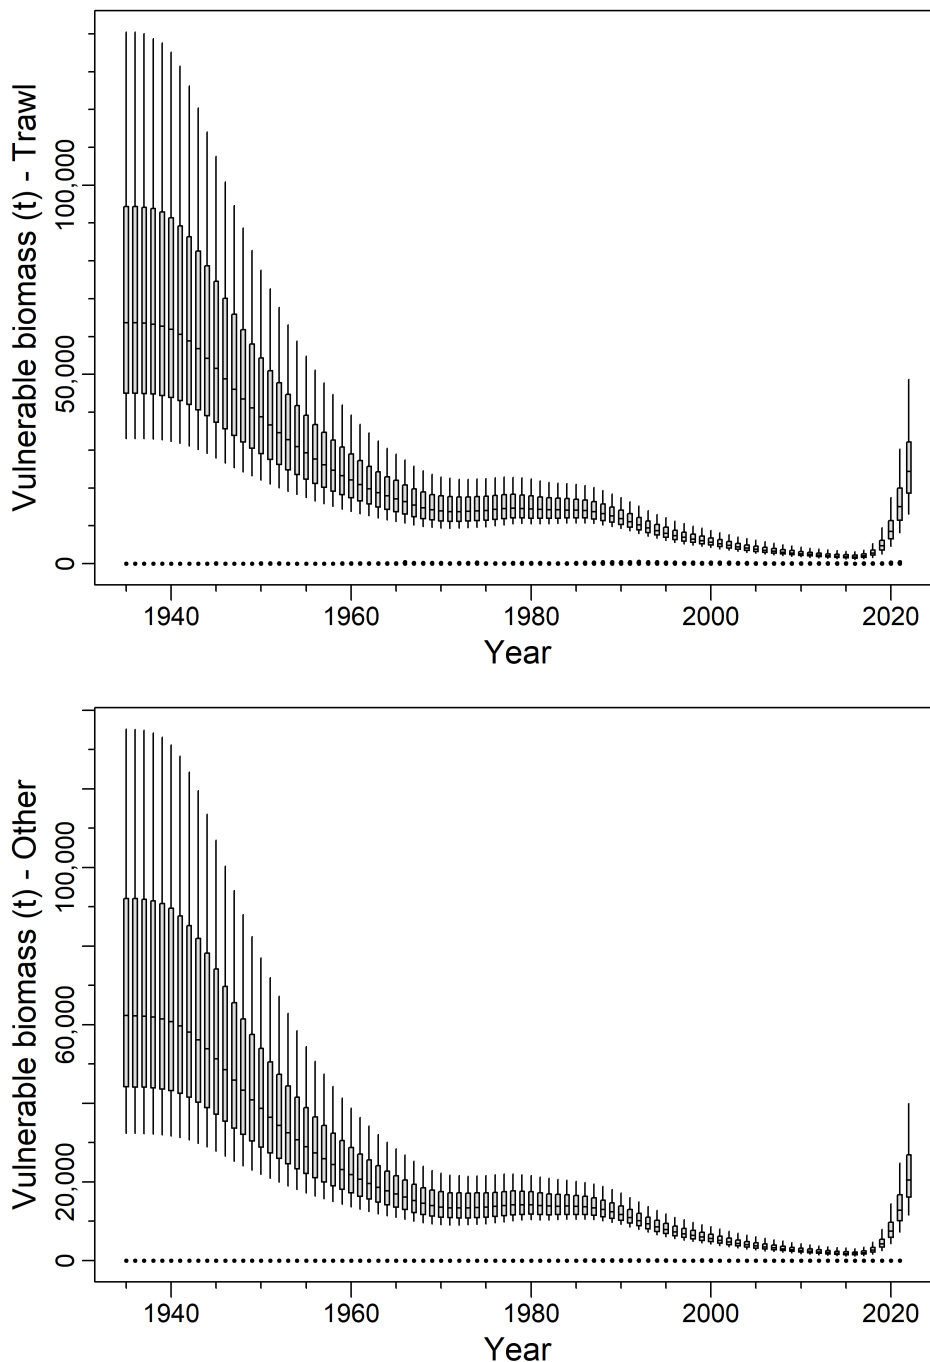 Vulnerable biomass (t) - Trawl
100,000
50,000
0
1940 1960 1980 2000 2020
Year
Vulnerable biomass (t) - Other
100,000
60,000
20,000
0
1940 1960 1980 2000 2020
Year